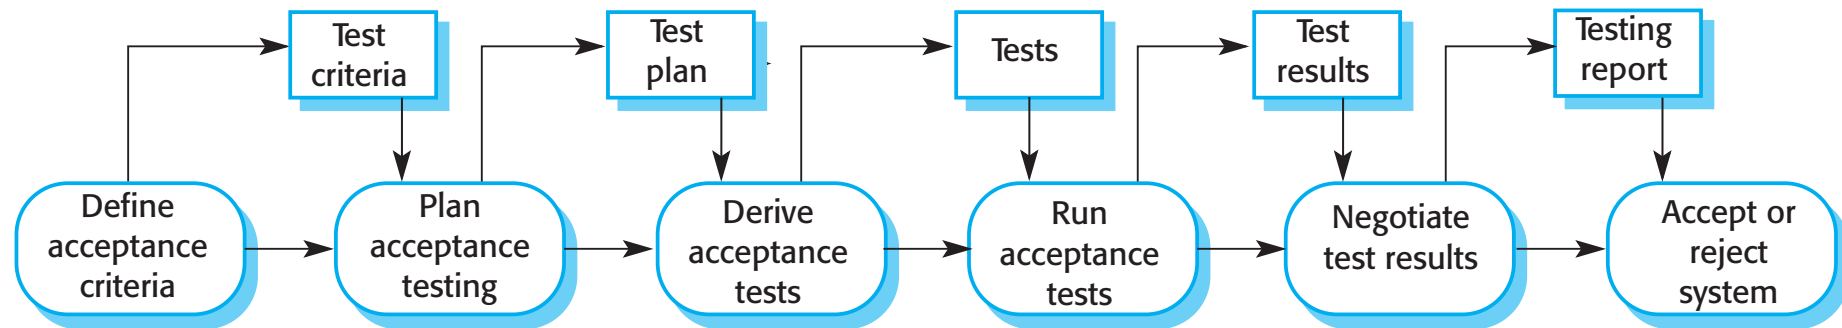 Test
criteria
Test
plan
Tests
Test
results
Testing
report
Define
acceptance
criteria
Plan
acceptance
testing
Derive
acceptance
tests
Run
acceptance
tests
Negotiate
test results
Accept or
reject
system